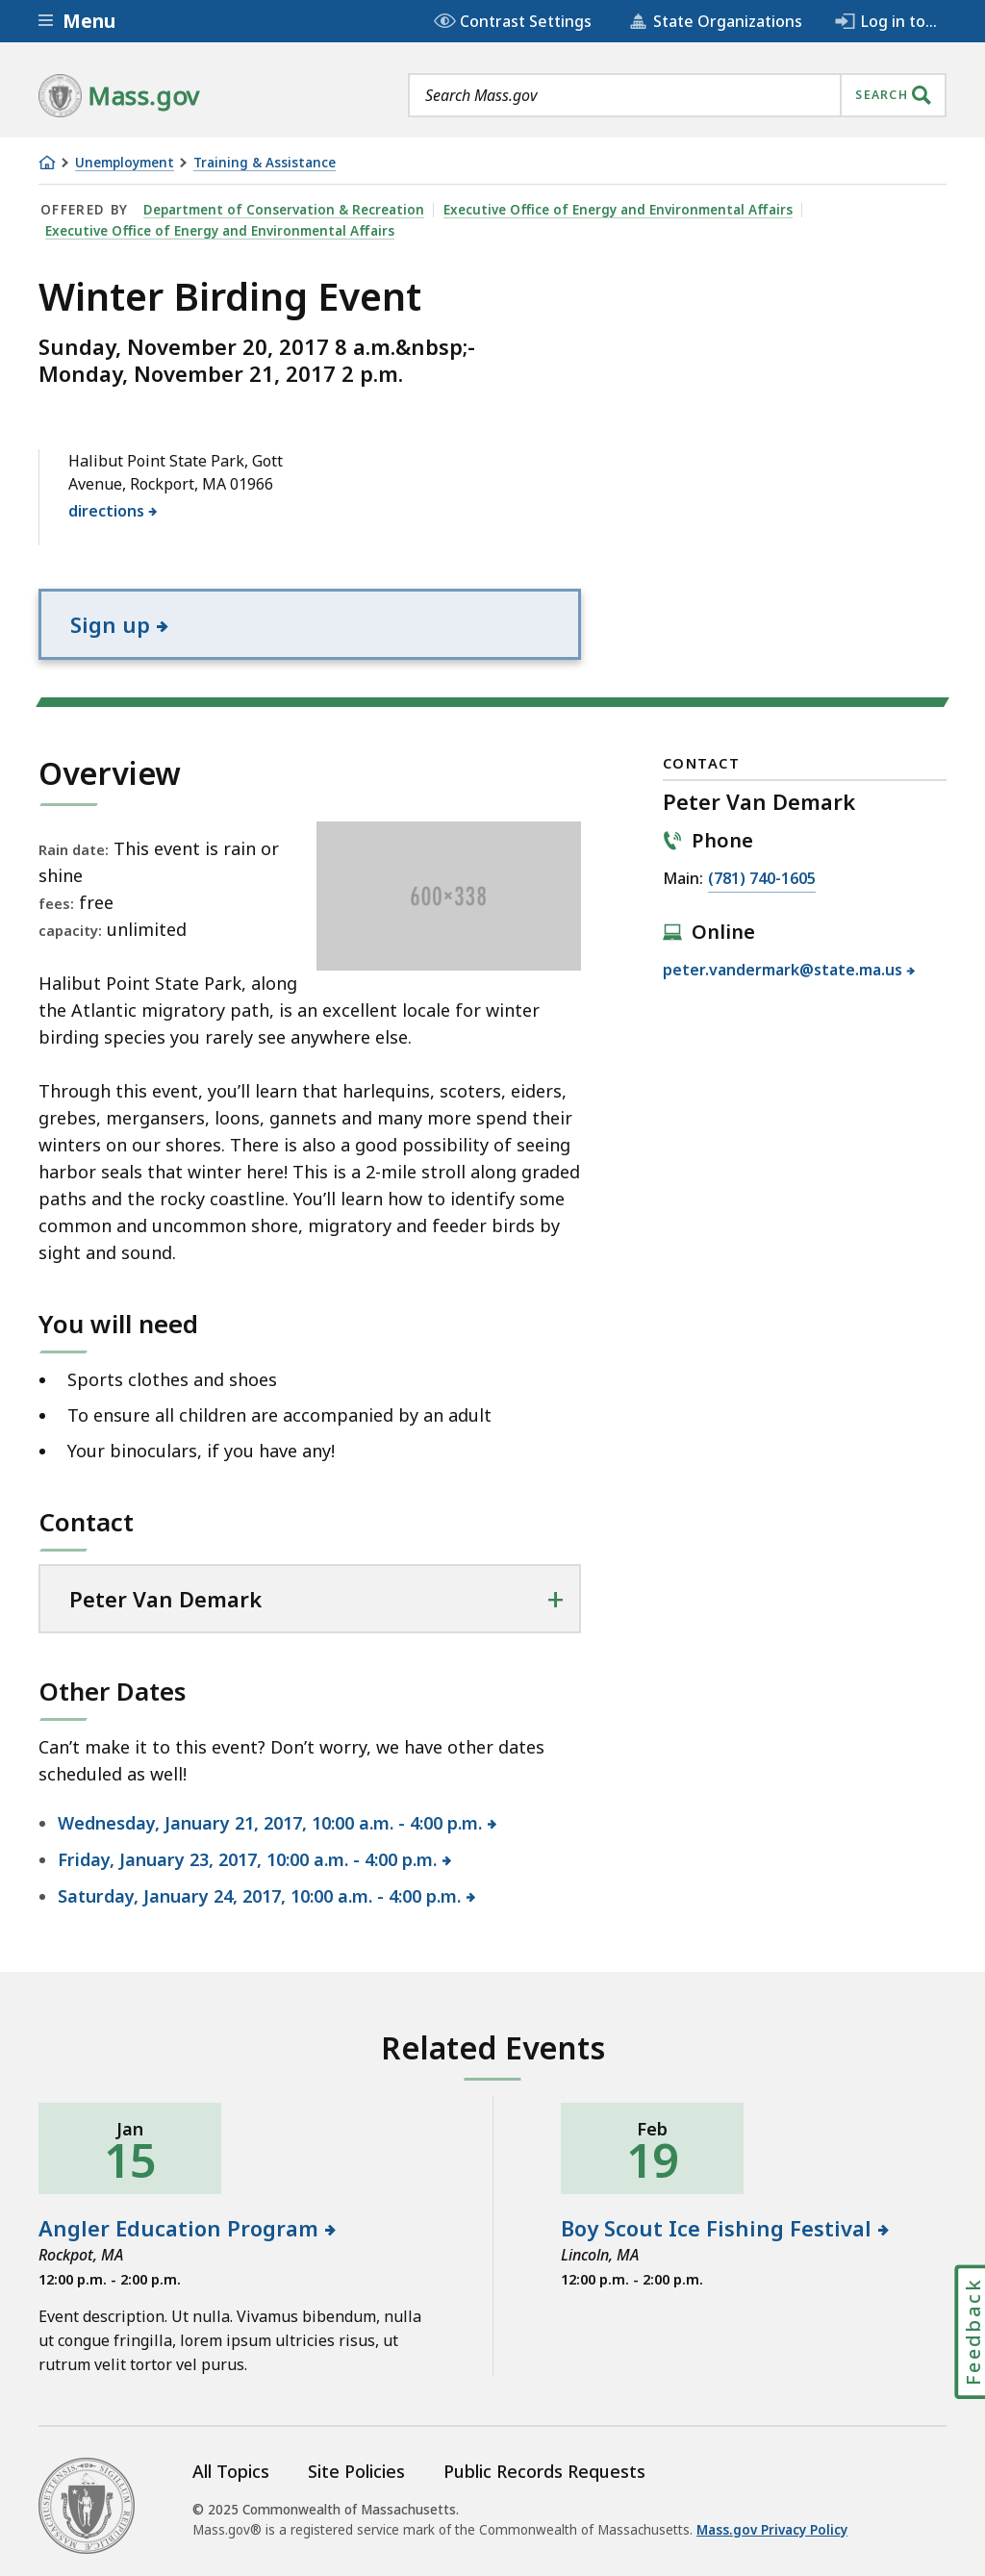 Menu
Contrast Settings
State Organizations
Log in to...
Mass.gov
Search Mass.gov
SEARCH
Unemployment
Training & Assistance
OFFERED BY Department of Conservation & Recreation Executive Office of Energy and Environmental Affairs
Executive Office of Energy and Environmental Affairs
Winter Birding Event
Sunday, November 20, 2017 8 a.m.&nbsp;-
Monday, November 21, 2017 2 p.m.
Halibut Point State Park, Gott
Avenue, Rockport, MA 01966
directions
Sign up
Overview
Rain date: This event is rain or
shine
fees: free
capacity: unlimited
600×338
Halibut Point State Park, along
the Atlantic migratory path, is an excellent locale for winter
birding species you rarely see anywhere else.
Through this event, you’ll learn that harlequins, scoters, eiders,
grebes, mergansers, loons, gannets and many more spend their
winters on our shores. There is also a good possibility of seeing
harbor seals that winter here! This is a 2-mile stroll along graded
paths and the rocky coastline. You’ll learn how to identify some
common and uncommon shore, migratory and feeder birds by
sight and sound.
You will need
Sports clothes and shoes
To ensure all children are accompanied by an adult
Your binoculars, if you have any!
Contact
Peter Van Demark
Other Dates
Can’t make it to this event? Don’t worry, we have other dates
scheduled as well!
Wednesday, January 21, 2017, 10:00 a.m. - 4:00 p.m.
Friday, January 23, 2017, 10:00 a.m. - 4:00 p.m.
Saturday, January 24, 2017, 10:00 a.m. - 4:00 p.m.
CONTACT
Peter Van Demark
Phone
Main: (781) 740-1605
Online
peter.vandermark@state.ma.us
Related Events
Jan
15
Angler Education Program
Rockpot, MA
12:00 p.m. - 2:00 p.m.
Event description. Ut nulla. Vivamus bibendum, nulla
ut congue fringilla, lorem ipsum ultricies risus, ut
rutrum velit tortor vel purus.
Feb
19
Boy Scout Ice Fishing Festival
Lincoln, MA
12:00 p.m. - 2:00 p.m.
Feedback
All Topics
Site Policies
Public Records Requests
© 2025 Commonwealth of Massachusetts.
Mass.gov® is a registered service mark of the Commonwealth of Massachusetts. Mass.gov Privacy Policy